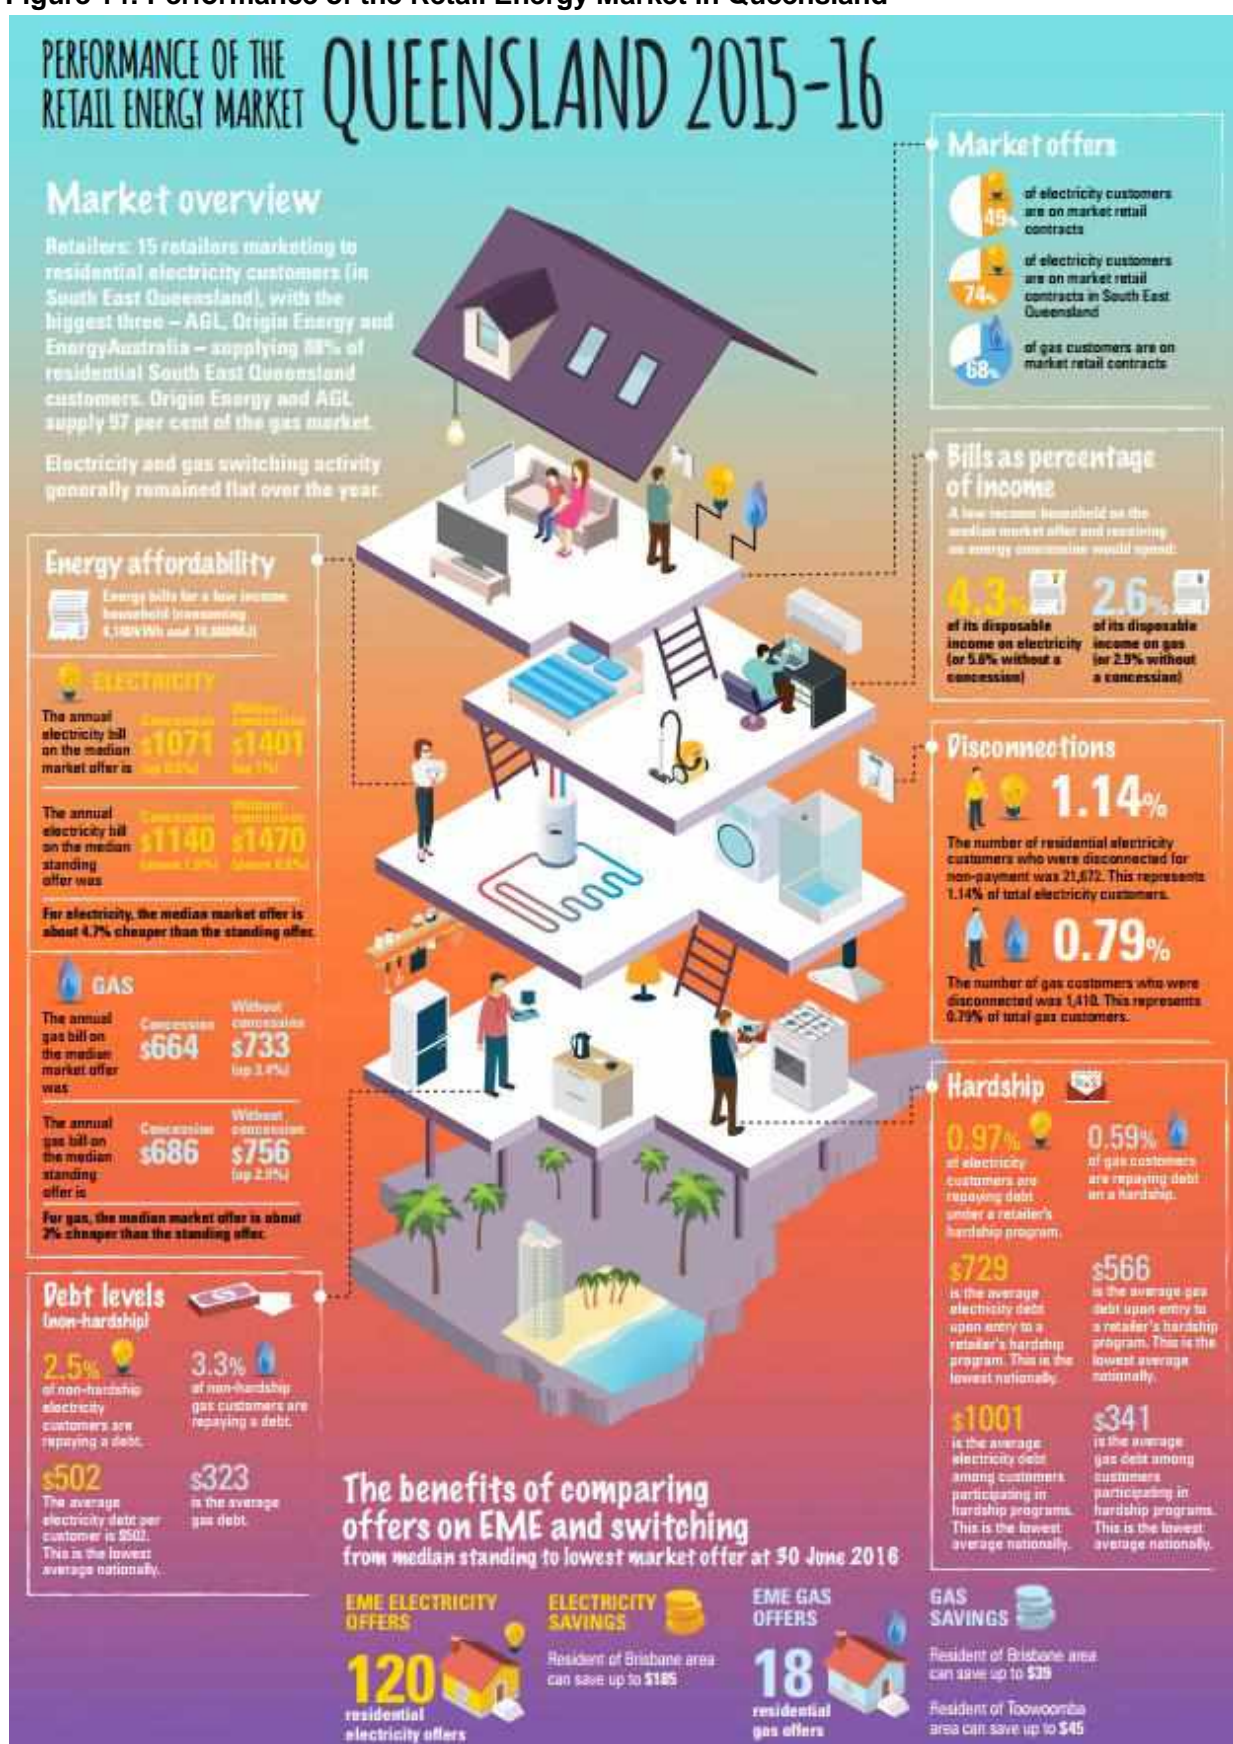 Figure 14: Performance of the Retail Energy Market in Queensland
PERFORMANCE OF THE
RETAIL ENERGY MARKET
QUEENSLAND 2015-16
Market overview
Retailers: 15 retailers marketing to
residential electricity customers (in
South East Queensland), with the
biggest three – AGL, Origin Energy and
EnergyAustralia – supplying 88% of
residential South East Queensland
customers. Origin Energy and AGL
supply 97 per cent of the gas market.
Electricity and gas switching activity
generally remained flat over the year.
Market offers
49%
of electricity customers
are on market retail
contracts
74%
of electricity customers
are on market retail
contracts in South East
Queensland
68%
of gas customers are on
market retail contracts
Bills as percentage
of income
A low income household on the
median market offer and receiving
an energy concession would spend:
4.3%
of its disposable
income on electricity
(or 5.6% without a
concession)
2.6%
of its disposable
income on gas
(or 2.9% without
a concession)
Energy affordability
Energy bills for a low income
household (consuming
ELECTRICITY
The annual
electricity bill
on the median
market offer is
Concession
$1071
Without
concession
$1401
The annual
electricity bill
on the median
standing
offer was
Concession
$1140
Without
concession
$1470
For electricity, the median market offer is
about 4.7% cheaper than the standing offer.
GAS
The annual
gas bill on
the median
market offer
was
Concession
$664
Without
concession
$733
(up 3.4%)
The annual
gas bill on
the median
standing
offer is
Concession
$686
Without
concession
$756
For gas, the median market offer is about
3% cheaper than the standing offer.
Disconnections
1.14%
The number of residential electricity
customers who were disconnected for
non-payment was 21,672. This represents
1.14% of total electricity customers.
0.79%
The number of gas customers who were
disconnected was 1,410. This represents
0.79% of total gas customers.
Hardship
0.97%
of electricity
customers are
repaying debt
under a retailer's
hardship program.
0.59%
of gas customers
are repaying debt
on a hardship.
$729
is the average
electricity debt
upon entry to a
retailer's hardship
program. This is the
lowest nationally.
$566
is the average gas
debt upon entry to
a retailer's hardship
program. This is the
lowest average
nationally.
$1001
is the average
electricity debt
among customers
participating in
hardship programs.
This is the lowest
average nationally.
$341
is the average
gas debt among
customers
participating in
hardship programs.
This is the lowest
average nationally.
Debt levels
(non-hardship)
2.5%
of non-hardship
electricity
customers are
repaying a debt.
3.3%
of non-hardship
gas customers are
repaying a debt.
$502
The average
electricity debt per
customer is $502.
This is the lowest
average nationally.
$323
is the average
gas debt.
The benefits of comparing
offers on EME and switching
from median standing to lowest market offer at 30 June 2016
EME ELECTRICITY
OFFERS
120
residential
electricity offers
ELECTRICITY
SAVINGS
Resident of Brisbane area
can save up to $185
EME GAS
OFFERS
18
residential
gas offers
GAS
SAVINGS
Resident of Brisbane area
can save up to $39
Resident of Toowoomba
area can save up to $45